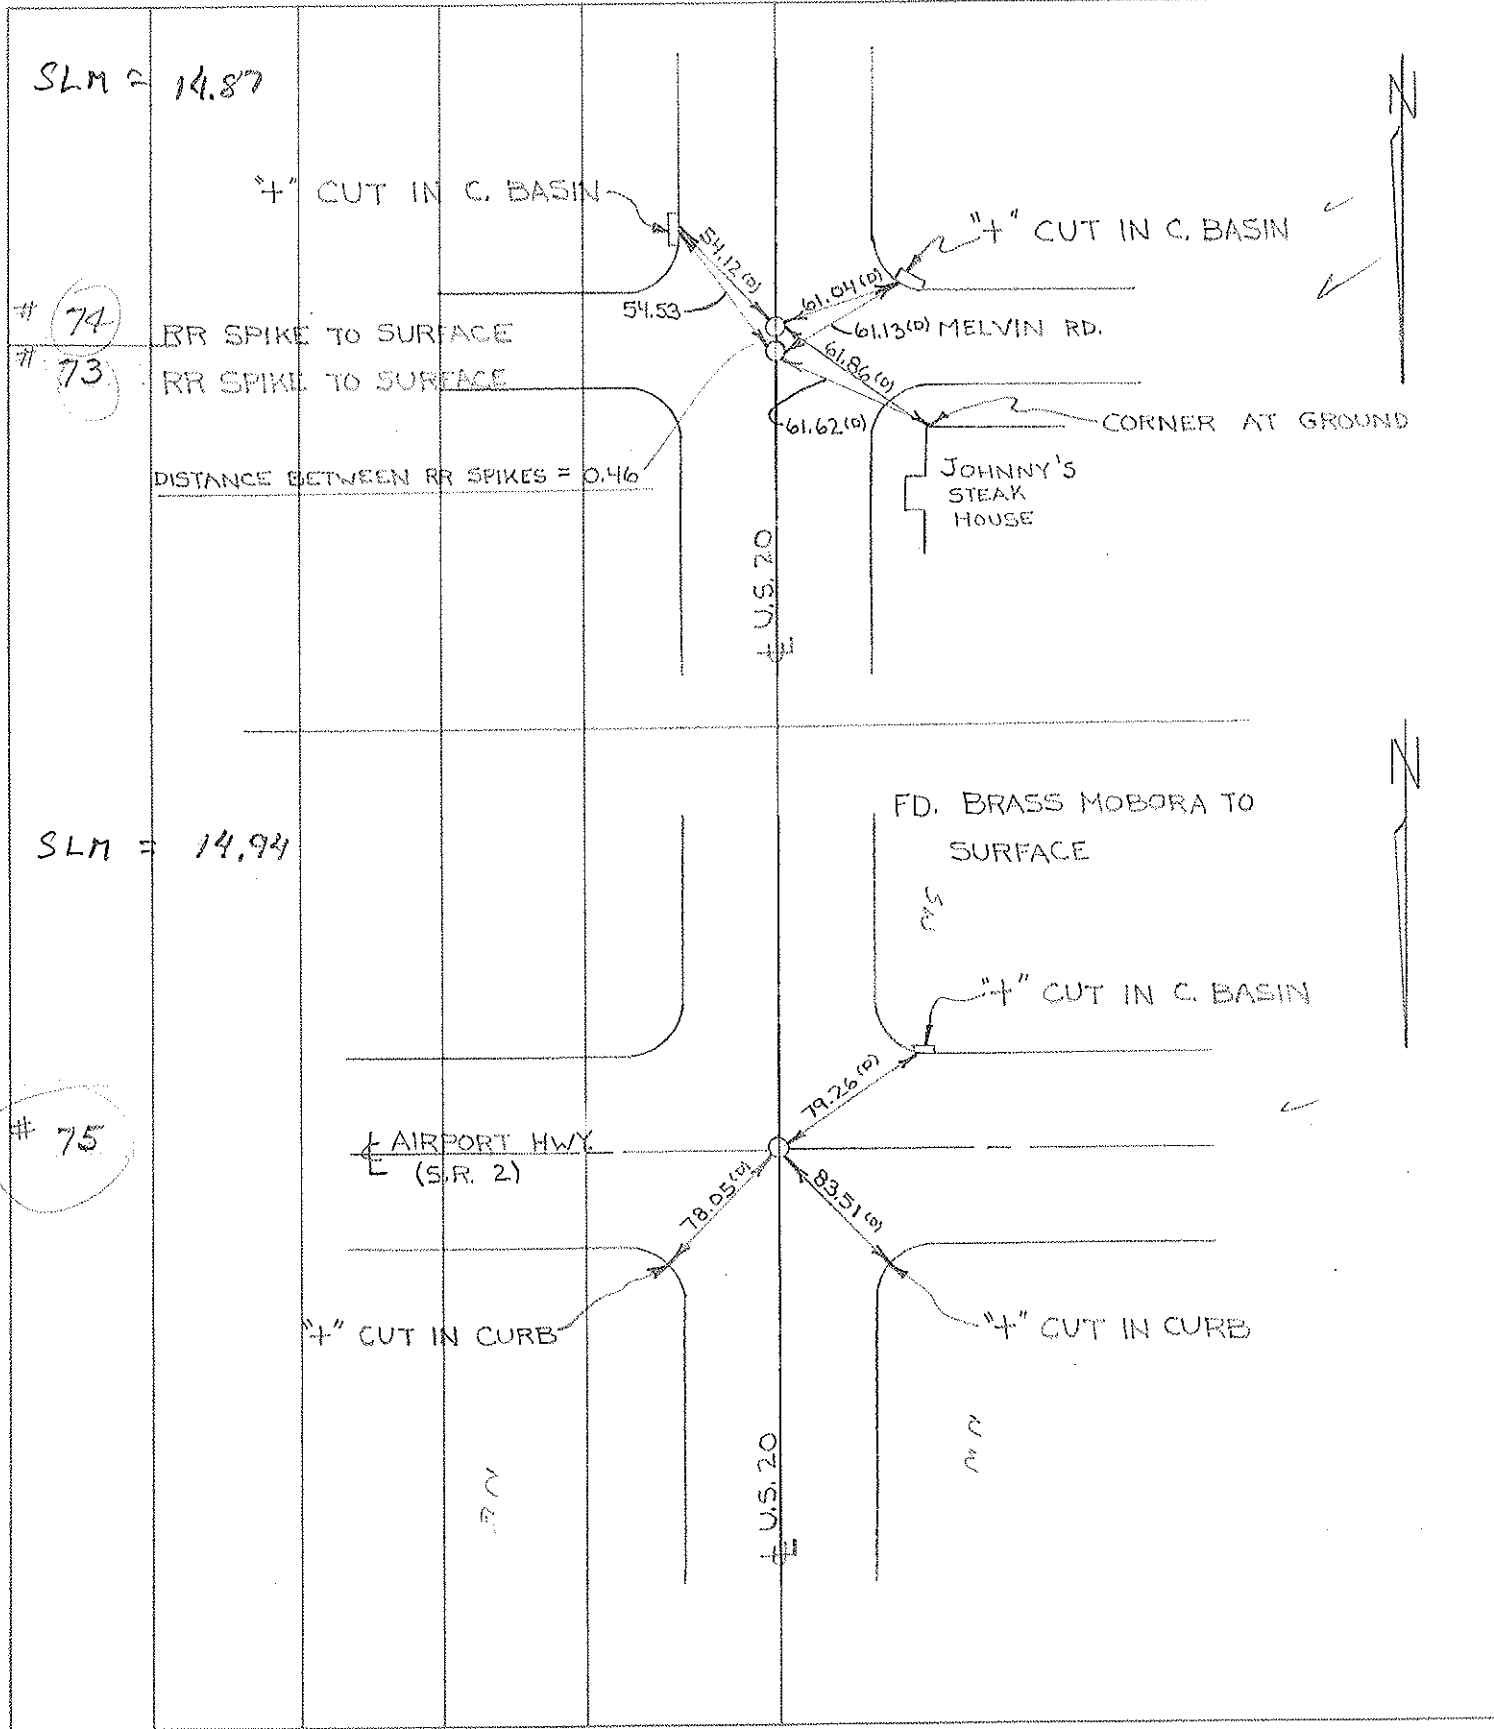 SLM = 14.87
N
"+" CUT IN C. BASIN
"+" CUT IN C. BASIN
54.12(D)
61.04(D)
54.53
# 74 RR SPIKE TO SURFACE
61.13(D) MELVIN RD.
# 73 RR SPIKE TO SURFACE
61.86(D)
61.62(D)
CORNER AT GROUND
DISTANCE BETWEEN RR SPIKES = 0.46
JOHNNY'S
STEAK
HOUSE
℄ U.S. 20
N
FD. BRASS MOBORA TO
SURFACE
SLM = 14.94
"+" CUT IN C. BASIN
79.26(D)
# 75
℄ AIRPORT HWY.
(S.R. 2)
78.05(D)
83.51(D)
"+" CUT IN CURB
"+" CUT IN CURB
℄ U.S. 20